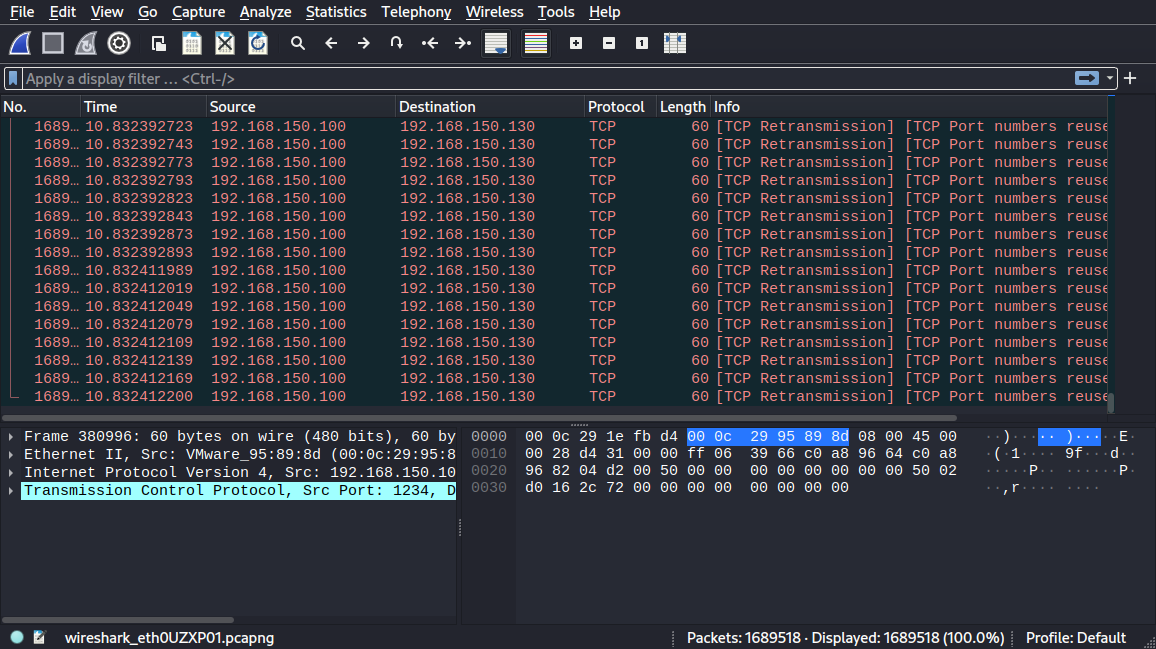 File Edit View Go Capture Analyze Statistics Telephony Wireless Tools Help
Apply a display filter … <Ctrl-/>
No. Time Source Destination Protocol Length Info
1689… 10.832392723 192.168.150.100 192.168.150.130 TCP 60 [TCP Retransmission] [TCP Port numbers reuse
1689… 10.832392743 192.168.150.100 192.168.150.130 TCP 60 [TCP Retransmission] [TCP Port numbers reuse
1689… 10.832392773 192.168.150.100 192.168.150.130 TCP 60 [TCP Retransmission] [TCP Port numbers reuse
1689… 10.832392793 192.168.150.100 192.168.150.130 TCP 60 [TCP Retransmission] [TCP Port numbers reuse
1689… 10.832392823 192.168.150.100 192.168.150.130 TCP 60 [TCP Retransmission] [TCP Port numbers reuse
1689… 10.832392843 192.168.150.100 192.168.150.130 TCP 60 [TCP Retransmission] [TCP Port numbers reuse
1689… 10.832392873 192.168.150.100 192.168.150.130 TCP 60 [TCP Retransmission] [TCP Port numbers reuse
1689… 10.832392893 192.168.150.100 192.168.150.130 TCP 60 [TCP Retransmission] [TCP Port numbers reuse
1689… 10.832411989 192.168.150.100 192.168.150.130 TCP 60 [TCP Retransmission] [TCP Port numbers reuse
1689… 10.832412019 192.168.150.100 192.168.150.130 TCP 60 [TCP Retransmission] [TCP Port numbers reuse
1689… 10.832412049 192.168.150.100 192.168.150.130 TCP 60 [TCP Retransmission] [TCP Port numbers reuse
1689… 10.832412079 192.168.150.100 192.168.150.130 TCP 60 [TCP Retransmission] [TCP Port numbers reuse
1689… 10.832412109 192.168.150.100 192.168.150.130 TCP 60 [TCP Retransmission] [TCP Port numbers reuse
1689… 10.832412139 192.168.150.100 192.168.150.130 TCP 60 [TCP Retransmission] [TCP Port numbers reuse
1689… 10.832412169 192.168.150.100 192.168.150.130 TCP 60 [TCP Retransmission] [TCP Port numbers reuse
1689… 10.832412200 192.168.150.100 192.168.150.130 TCP 60 [TCP Retransmission] [TCP Port numbers reuse
Frame 380996: 60 bytes on wire (480 bits), 60 by
Ethernet II, Src: VMware_95:89:8d (00:0c:29:95:8
Internet Protocol Version 4, Src: 192.168.150.10
Transmission Control Protocol, Src Port: 1234, D
0000 00 0c 29 1e fb d4 00 0c 29 95 89 8d 08 00 45 00 ··)·····)·····E·
0010 00 28 d4 31 00 00 ff 06 39 66 c0 a8 96 64 c0 a8 ·(·1····9f···d··
0020 96 82 04 d2 00 50 00 00 00 00 00 00 00 00 50 02 ·····P········P·
0030 d0 16 2c 72 00 00 00 00 00 00 00 00 ··,r········
wireshark_eth0UZXP01.pcapng
Packets: 1689518 · Displayed: 1689518 (100.0%)
Profile: Default